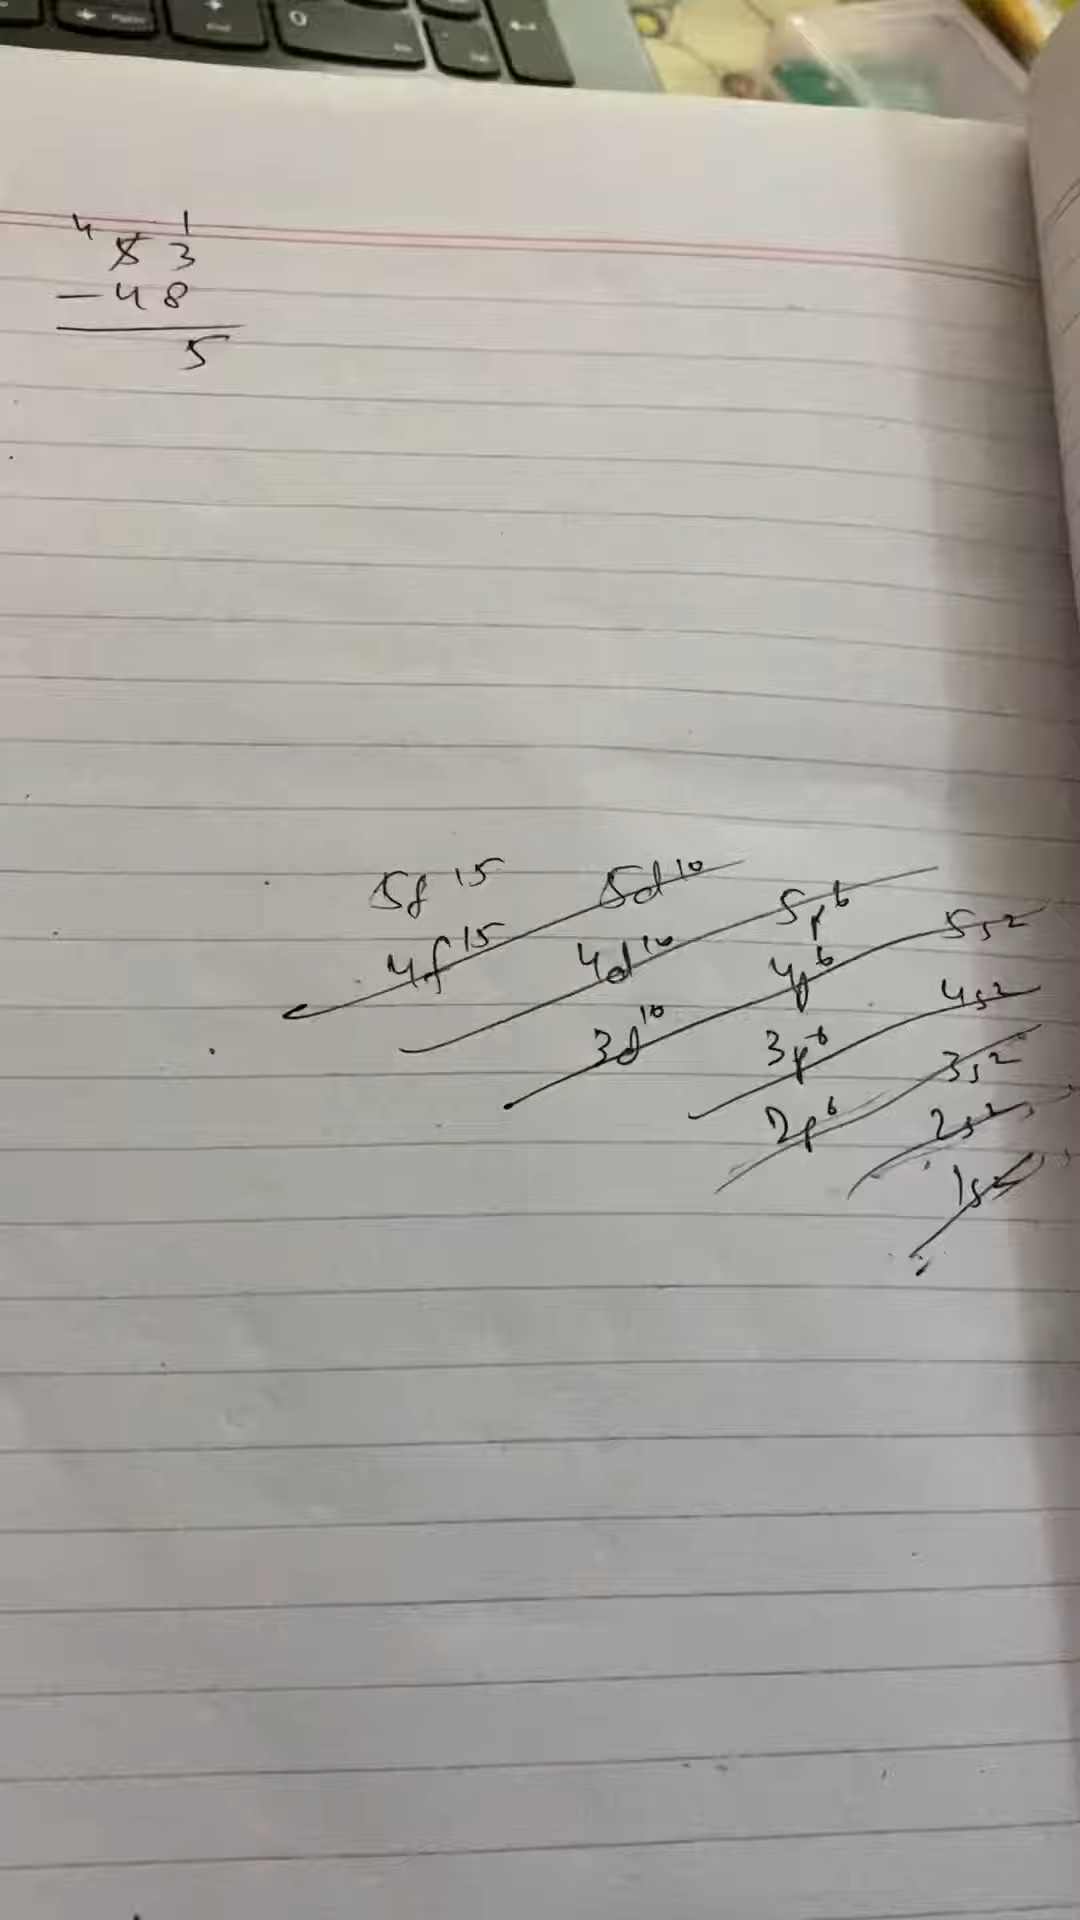 4 1
5 3
- 4 8
5
5f¹⁵ 5d¹⁰ 5p⁶ 5s²
4f¹⁵ 4d¹⁰ 4p⁶ 4s²
3d¹⁰ 3p⁶ 3s²
2p⁶ 2s²
1s²